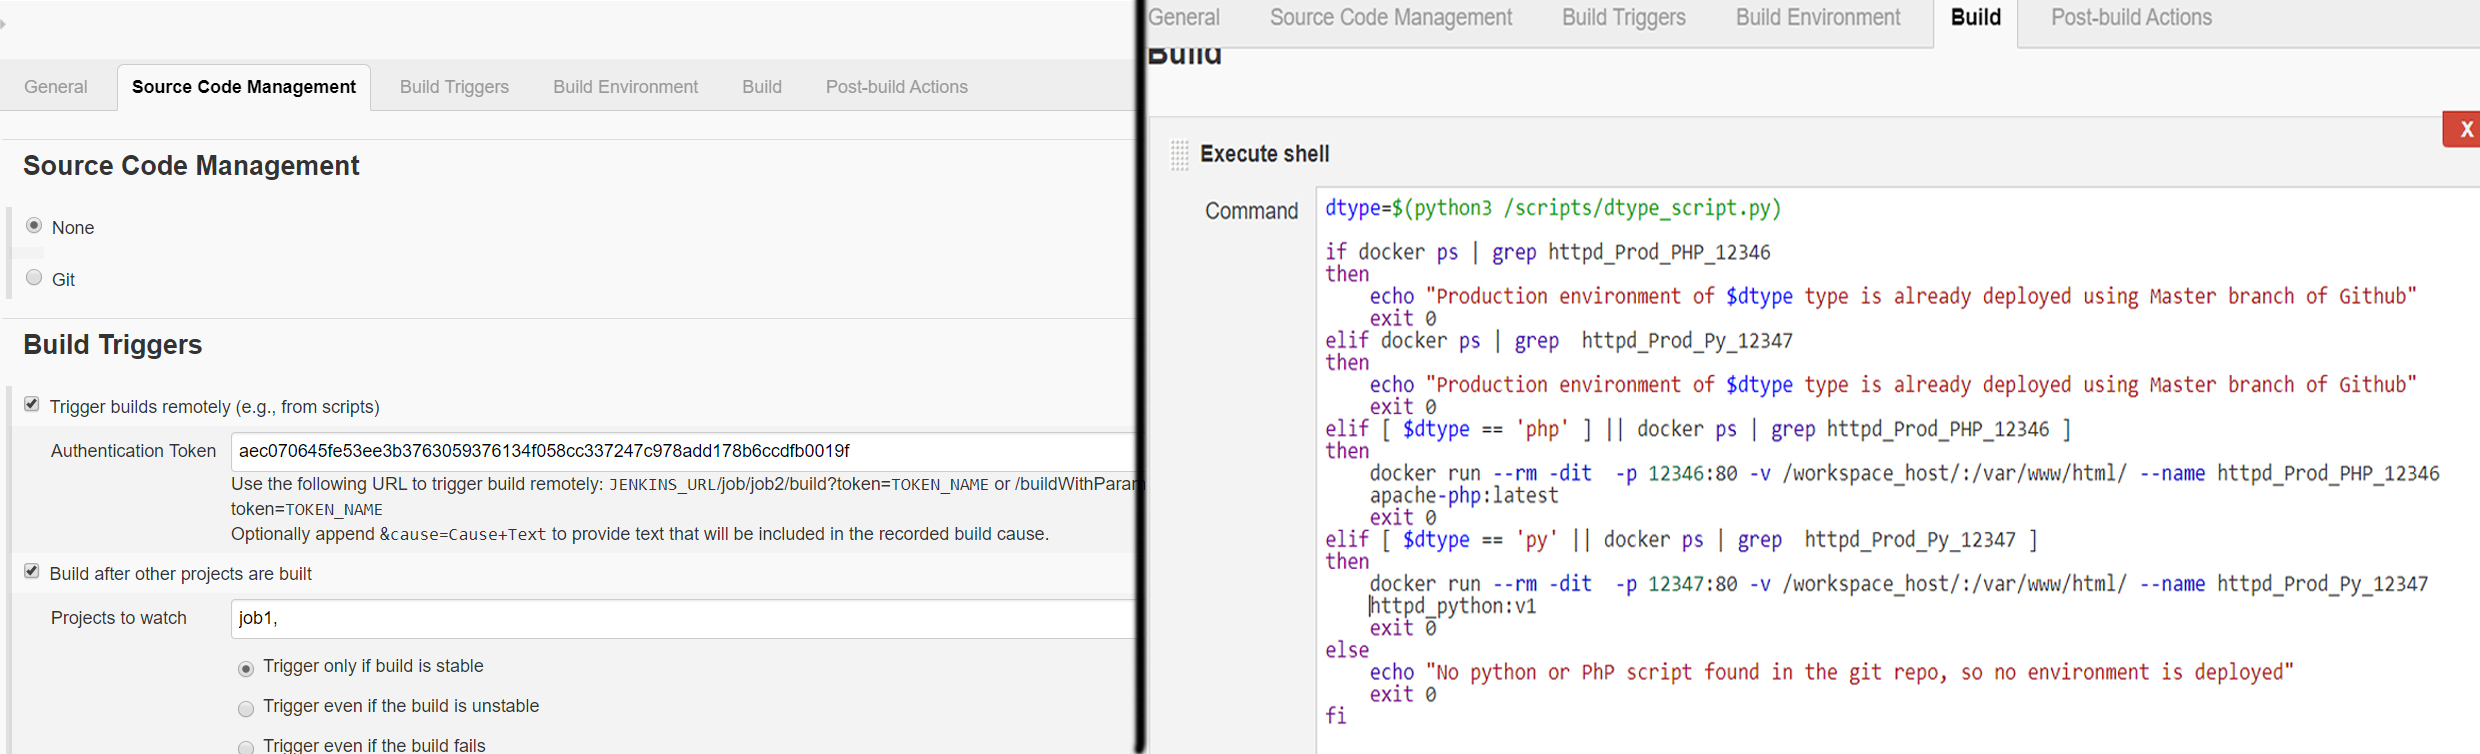 General
Source Code Management
Build Triggers
Build Environment
Build
Post-build Actions
Source Code Management
None
Git
Build Triggers
Trigger builds remotely (e.g., from scripts)
Authentication Token
aec070645fe53ee3b3763059376134f058cc337247c978add178b6ccdfb0019f
Use the following URL to trigger build remotely: JENKINS_URL/job/job2/build?token=TOKEN_NAME or /buildWithParam
token=TOKEN_NAME
Optionally append &cause=Cause+Text to provide text that will be included in the recorded build cause.
Build after other projects are built
Projects to watch
job1,
Trigger only if build is stable
Trigger even if the build is unstable
Trigger even if the build fails
General
Source Code Management
Build Triggers
Build Environment
Build
Post-build Actions
Build
X
Execute shell
Command
dtype=$(python3 /scripts/dtype_script.py)
if docker ps | grep httpd_Prod_PHP_12346
then
echo "Production environment of $dtype type is already deployed using Master branch of Github"
exit 0
elif docker ps | grep  httpd_Prod_Py_12347
then
echo "Production environment of $dtype type is already deployed using Master branch of Github"
exit 0
elif [ $dtype == 'php' ] || docker ps | grep httpd_Prod_PHP_12346 ]
then
docker run --rm -dit  -p 12346:80 -v /workspace_host/:/var/www/html/ --name httpd_Prod_PHP_12346
apache-php:latest
exit 0
elif [ $dtype == 'py' || docker ps | grep  httpd_Prod_Py_12347 ]
then
docker run --rm -dit  -p 12347:80 -v /workspace_host/:/var/www/html/ --name httpd_Prod_Py_12347
httpd_python:v1
exit 0
else
echo "No python or PhP script found in the git repo, so no environment is deployed"
exit 0
fi